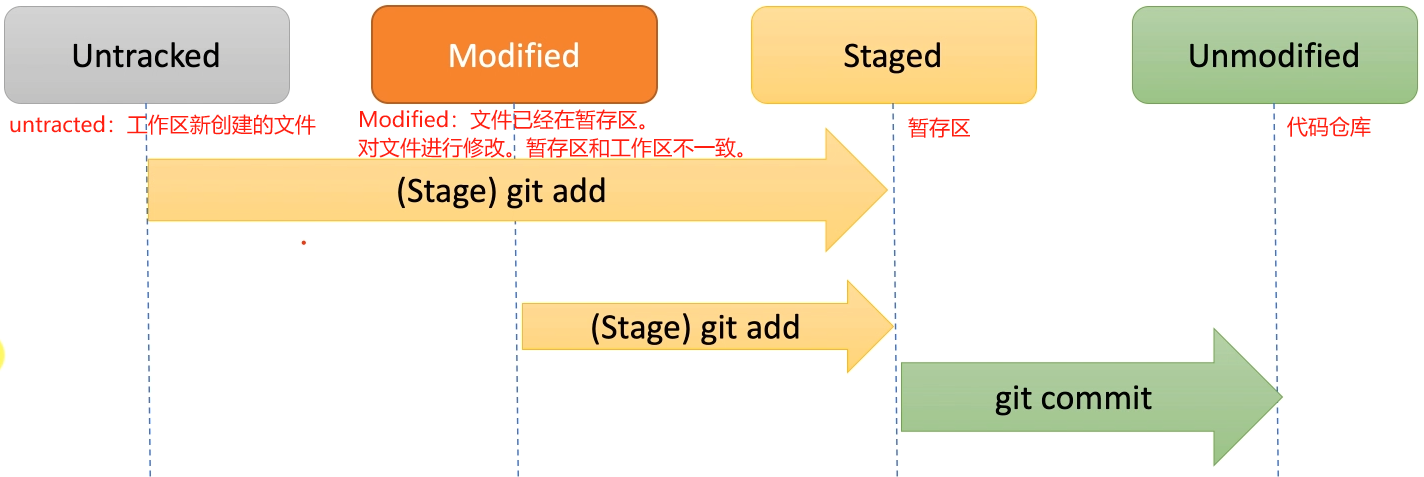 Untracked
Modified
Staged
Unmodified
untracted：工作区新创建的文件
Modified：文件已经在暂存区。
对文件进行修改。暂存区和工作区不一致。
暂存区
代码仓库
(Stage) git add
(Stage) git add
git commit